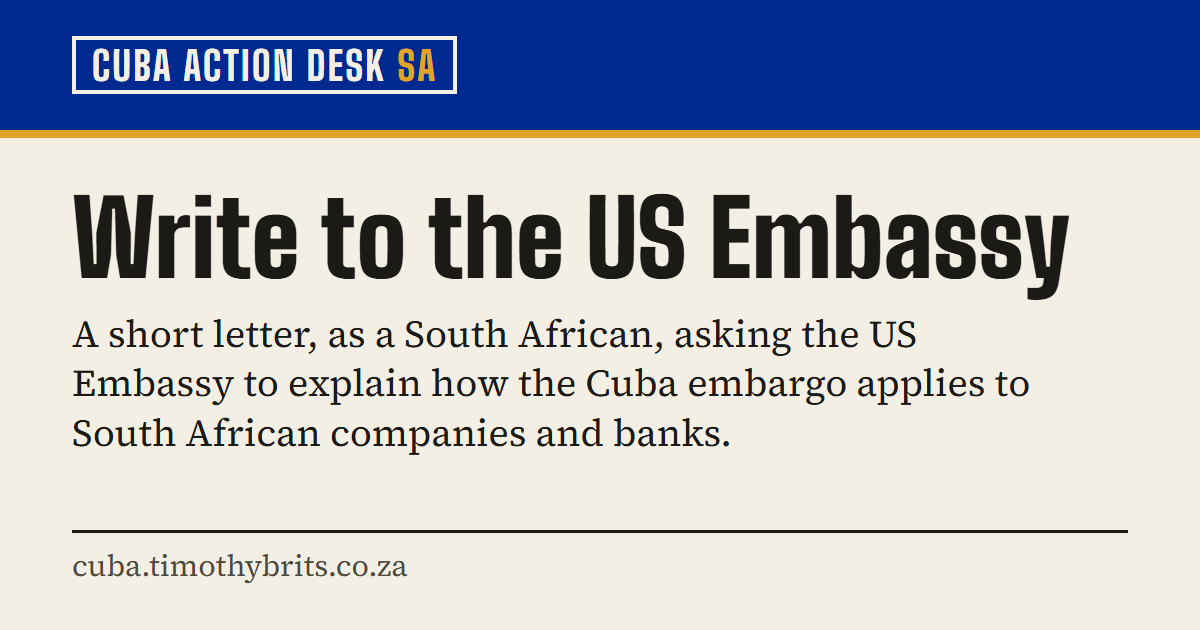 CUBA ACTION DESK SA
Write to the US Embassy
A short letter, as a South African, asking the US
Embassy to explain how the Cuba embargo applies to
South African companies and banks.
cuba.timothybrits.co.za